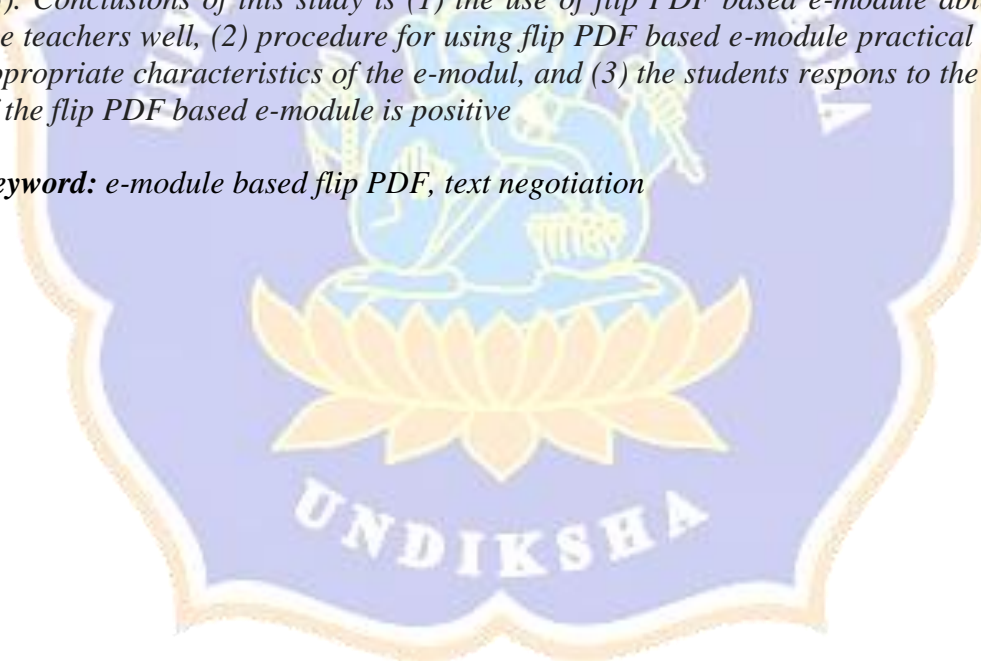 ). Conclusions of this study is (1) the use of flip PDF based e-module
e teachers well, (2) procedure for using flip PDF based e-module practical
propriate characteristics of the e-modul, and (3) the students respons to the
the flip PDF based e-module is positive
eyword: e-module based flip PDF, text negotiation
UNDIKSHA